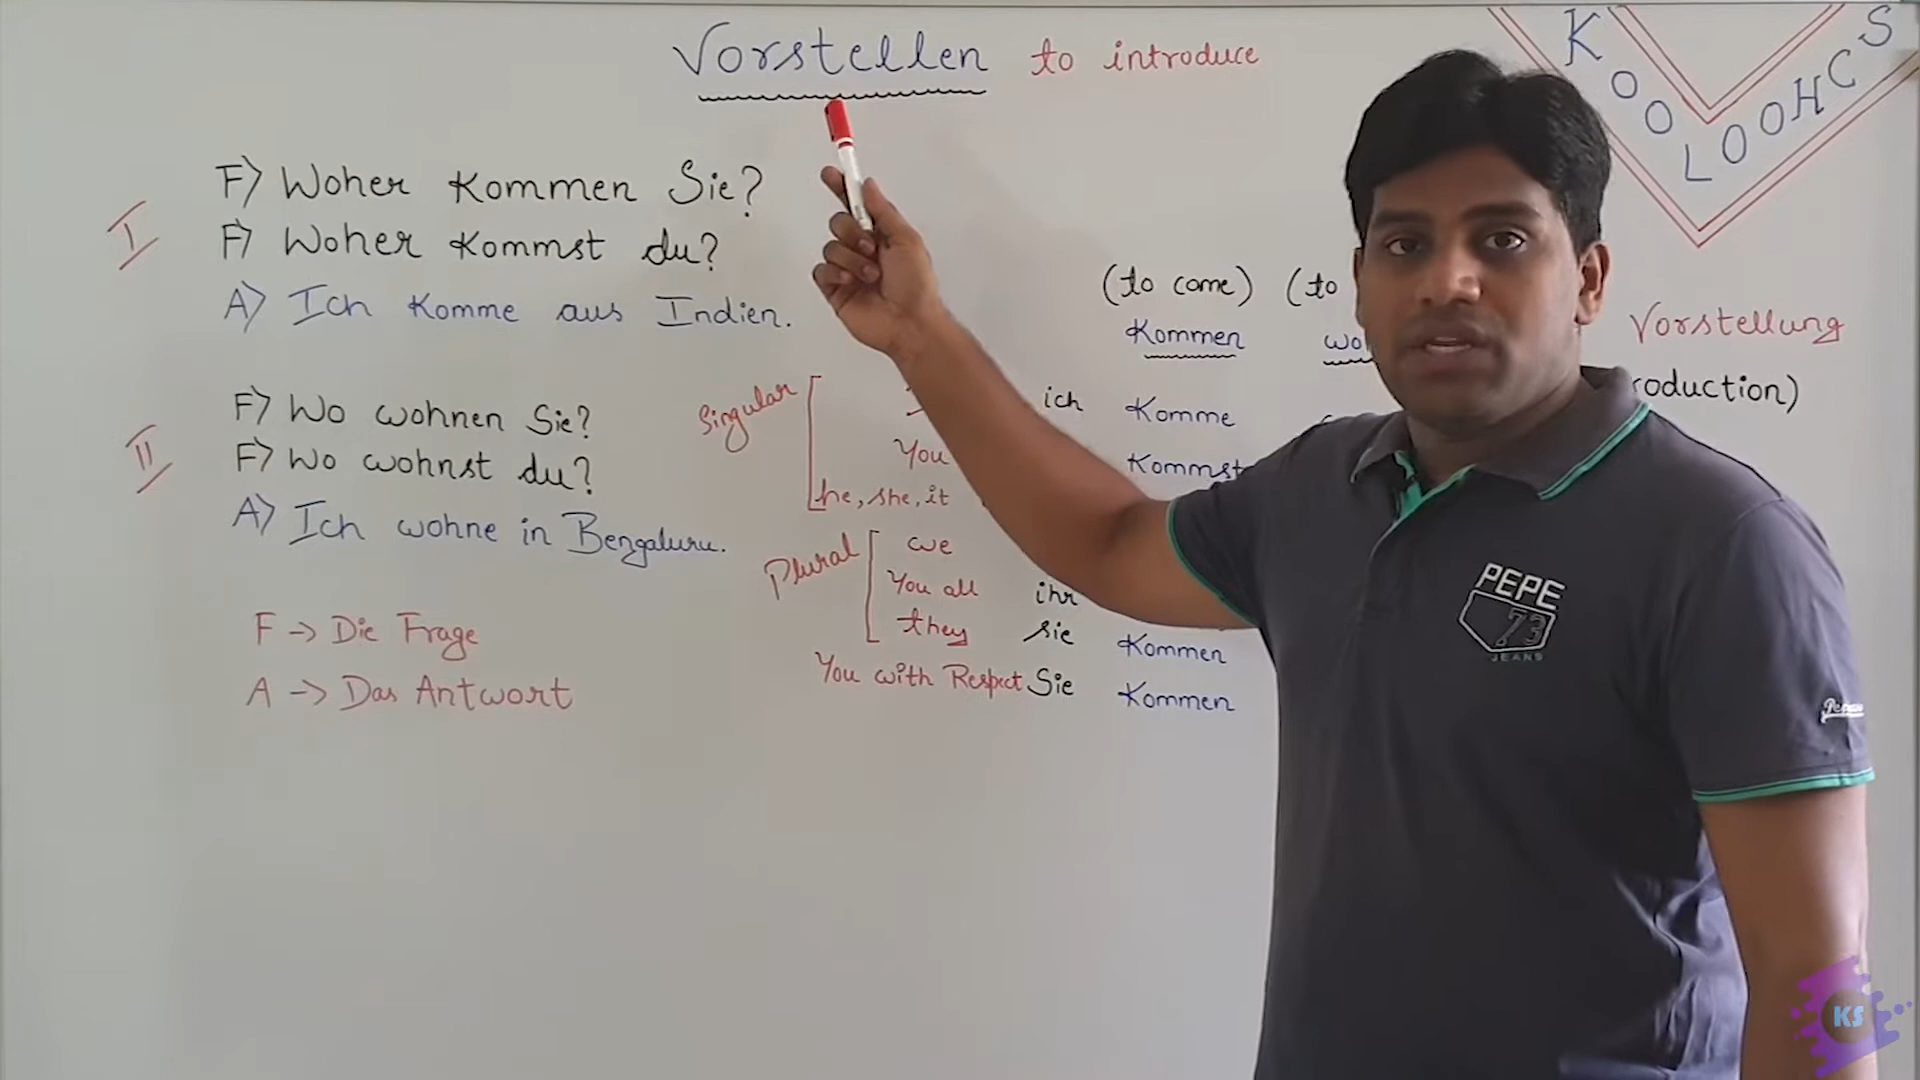 Vorstellen to introduce
KOOL SCHOOL
I
F) Woher Kommen Sie?
F) Woher Kommst du?
A) Ich Komme aus Indien.
II
F) Wo wohnen Sie?
F) Wo wohnst du?
A) Ich wohne in Bengaluru.
F -> Die Frage
A -> Das Antwort
(to come) (to
Kommen
Singular
ich Komme
You Kommst
he, she, it
Plural
we
You all ihr
they sie Kommen
You with Respect Sie Kommen
Vorstellung
roduction)
PEPE
73
JEANS
KS